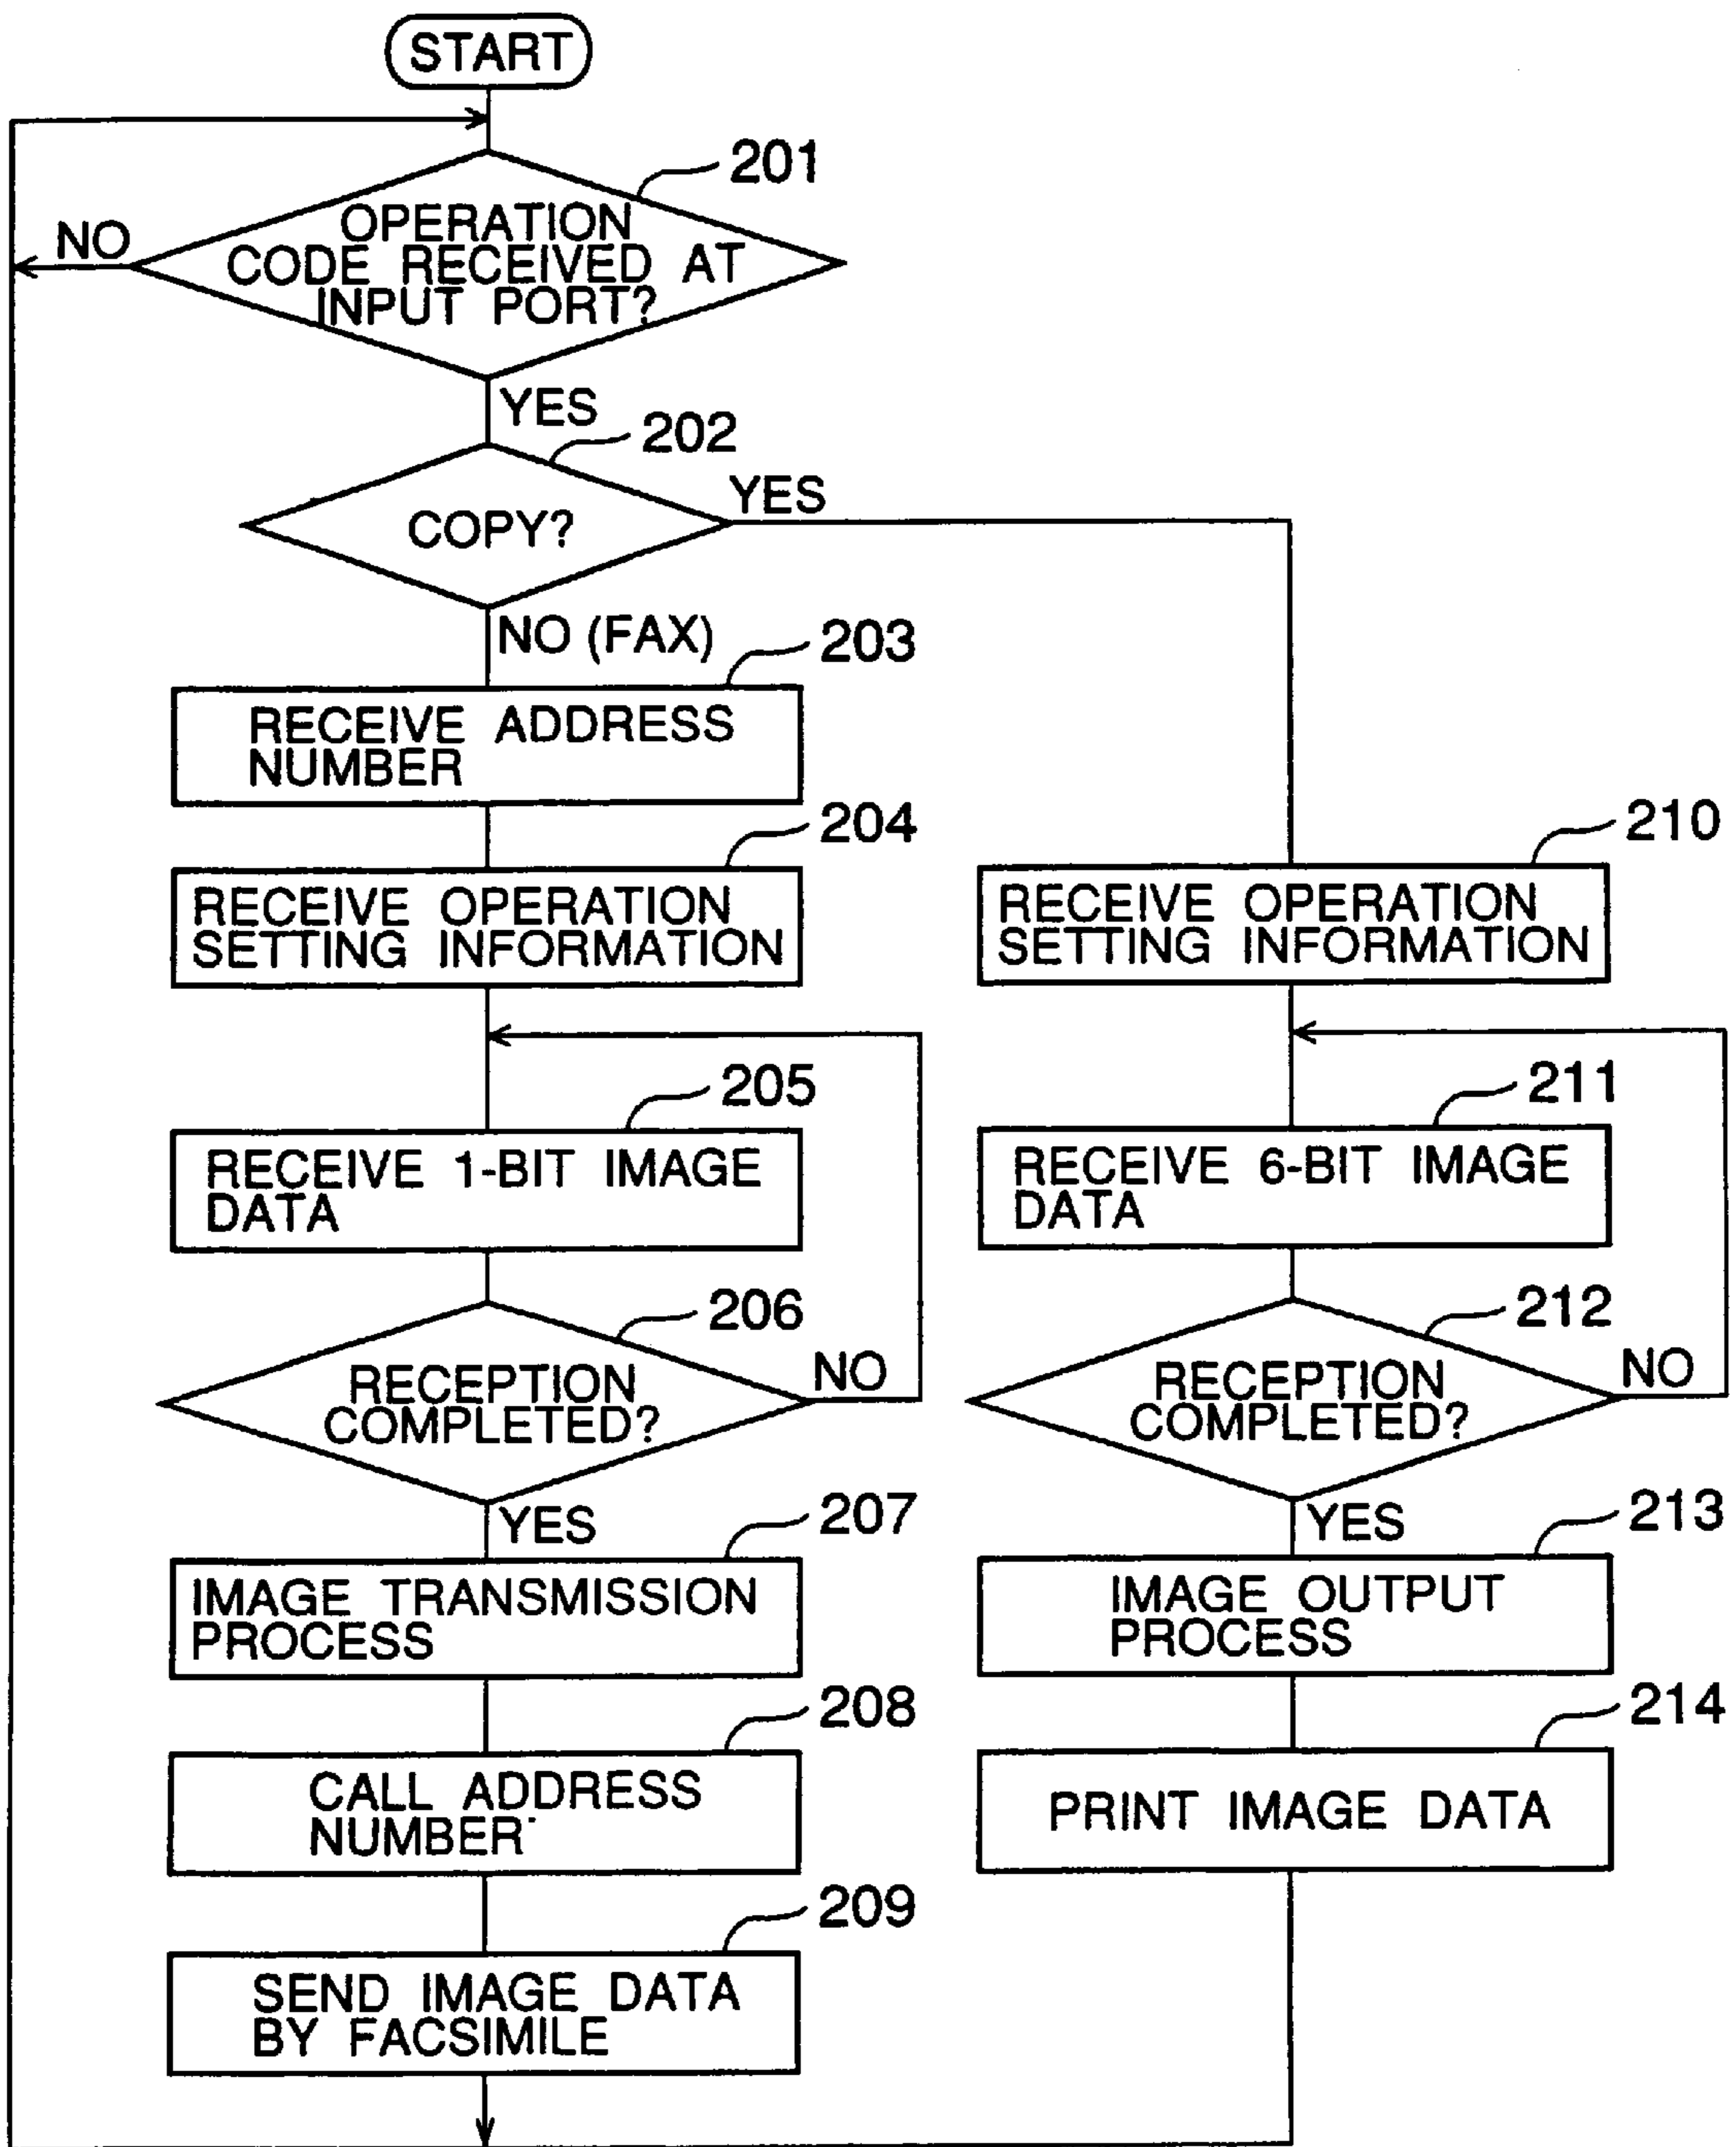 START
201
OPERATION
CODE RECEIVED AT
INPUT PORT?
NO
YES
202
COPY?
YES
NO (FAX)
203
RECEIVE ADDRESS
NUMBER
204
RECEIVE OPERATION
SETTING INFORMATION
205
RECEIVE 1-BIT IMAGE
DATA
206
RECEPTION
COMPLETED?
NO
YES
207
IMAGE TRANSMISSION
PROCESS
208
CALL ADDRESS
NUMBER
209
SEND IMAGE DATA
BY FACSIMILE
210
RECEIVE OPERATION
SETTING INFORMATION
211
RECEIVE 6-BIT IMAGE
DATA
212
RECEPTION
COMPLETED?
NO
YES
213
IMAGE OUTPUT
PROCESS
214
PRINT IMAGE DATA